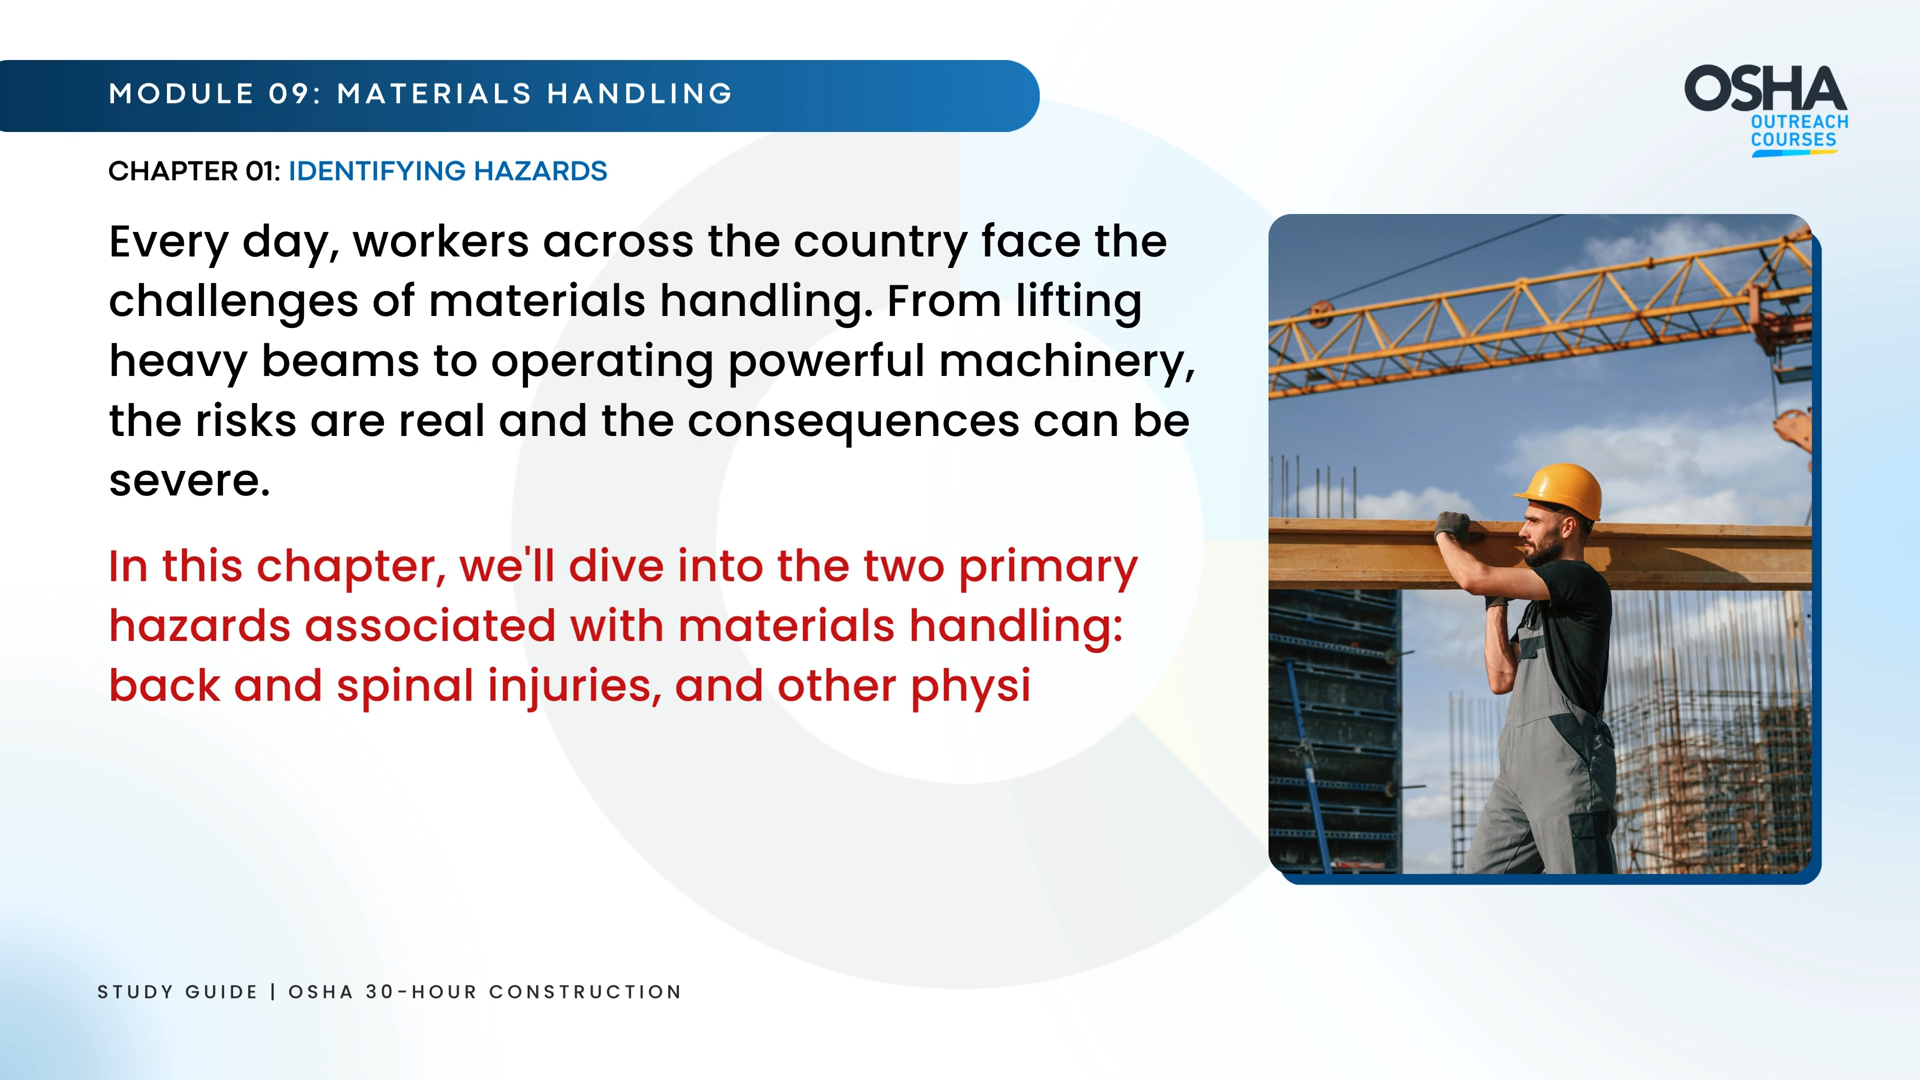 MODULE 09: MATERIALS HANDLING
OSHA
OUTREACH
COURSES
CHAPTER 01: IDENTIFYING HAZARDS
Every day, workers across the country face the
challenges of materials handling. From lifting
heavy beams to operating powerful machinery,
the risks are real and the consequences can be
severe.
In this chapter, we'll dive into the two primary
hazards associated with materials handling:
back and spinal injuries, and other physi
STUDY GUIDE | OSHA 30-HOUR CONSTRUCTION